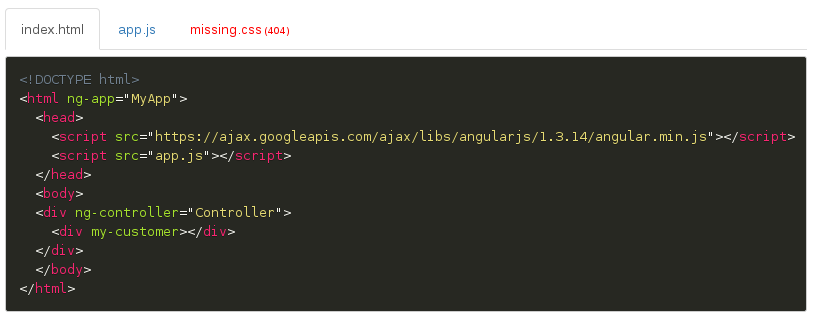 index.html app.js missing.css (404)
<!DOCTYPE html>
<html ng-app="MyApp">
  <head>
    <script src="https://ajax.googleapis.com/ajax/libs/angularjs/1.3.14/angular.min.js"></script>
    <script src="app.js"></script>
  </head>
  <body>
  <div ng-controller="Controller">
    <div my-customer></div>
  </div>
  </body>
</html>